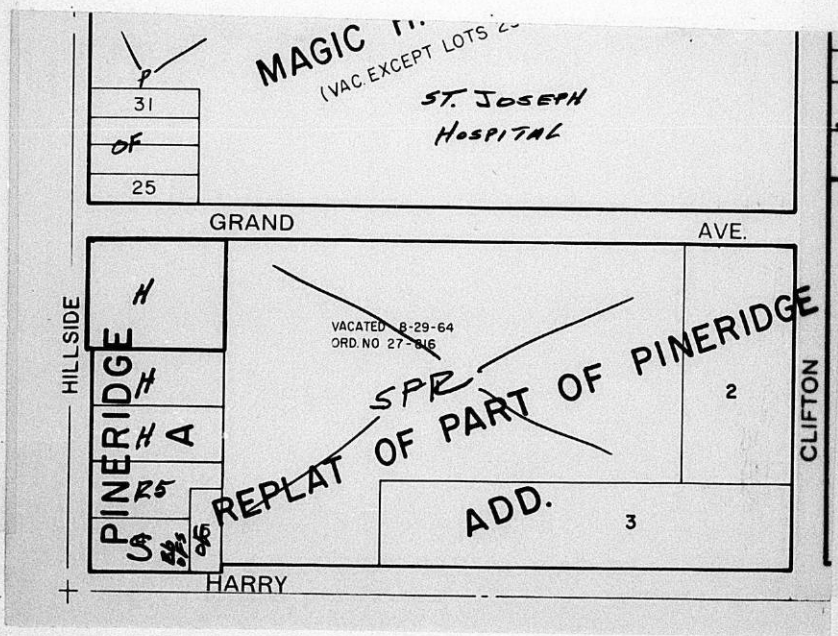 MAGIC
(VAC. EXCEPT LOTS
P
31
OF
25
ST. JOSEPH
HOSPITAL
GRAND AVE.
HILLSIDE
CLIFTON
PINERIDGE
H
H
H
A
R5
S
VACATED 8-29-64
ORD. NO 27-816
SPR
REPLAT OF PART OF PINERIDGE
ADD.
2
3
HARRY